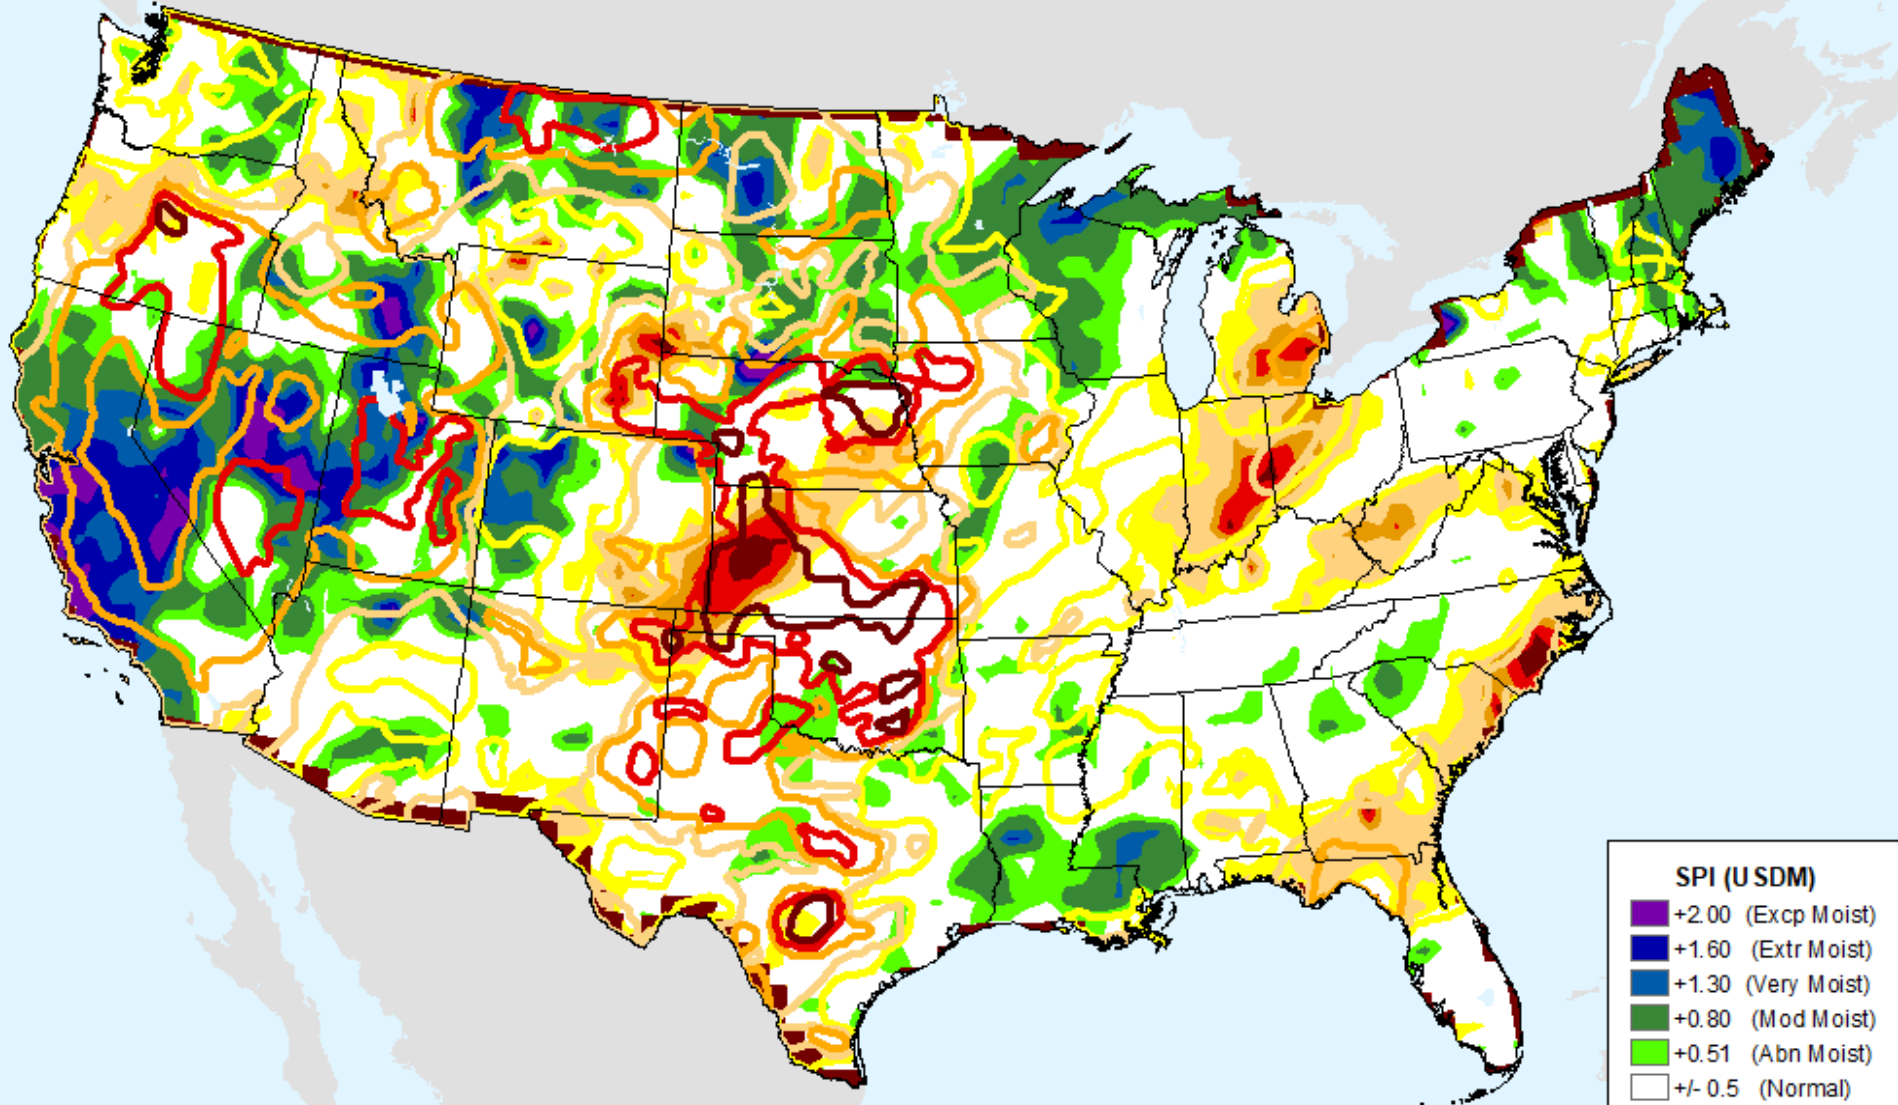 SPI (USDM)
+2.00 (Excp Moist)
+1.60 (Extr Moist)
+1.30 (Very Moist)
+0.80 (Mod Moist)
+0.51 (Abn Moist)
+/- 0.5 (Normal)